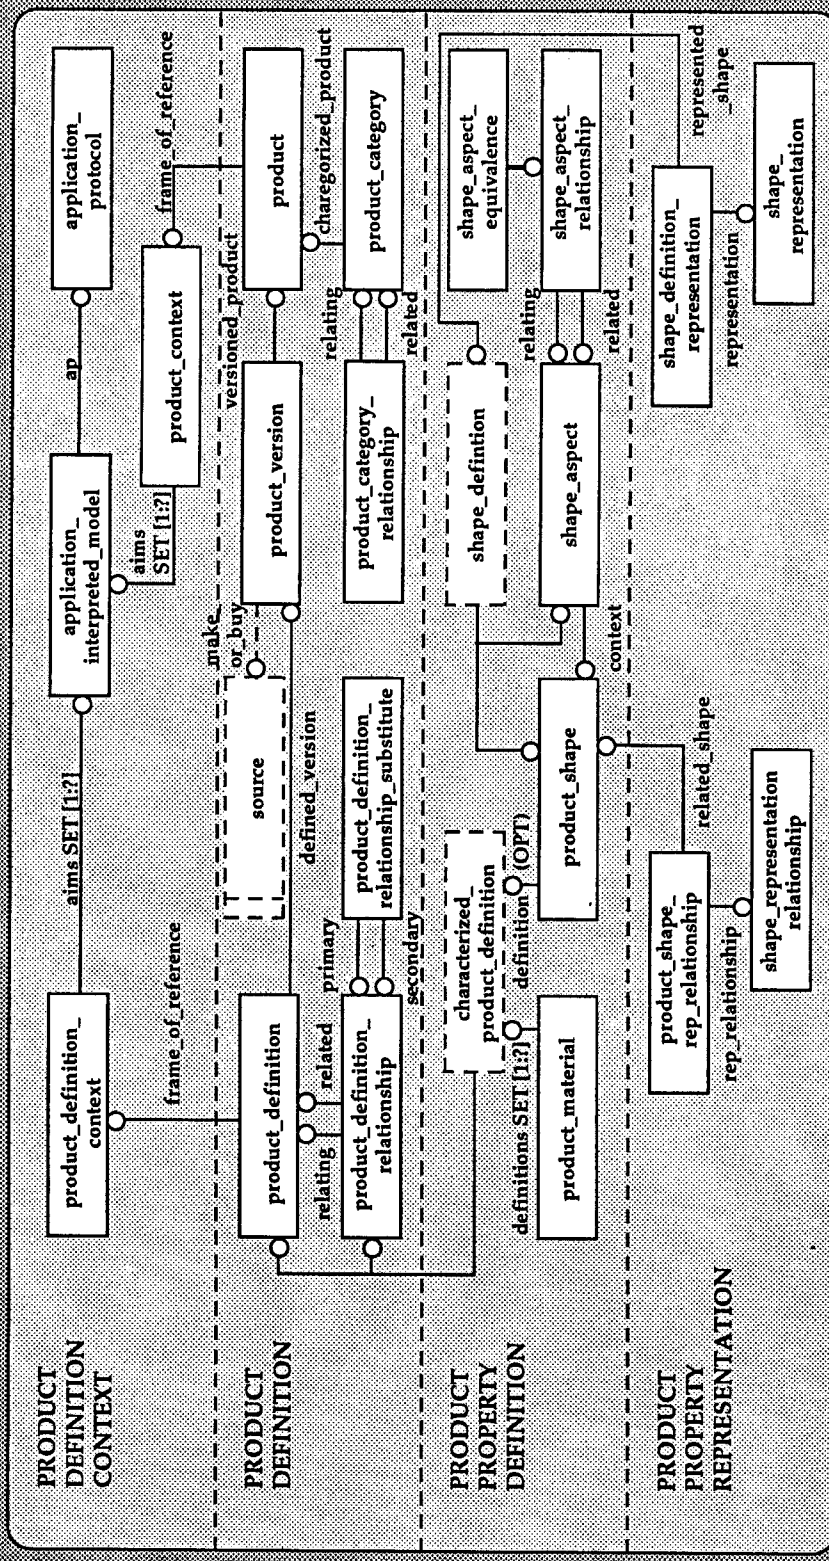 PRODUCT
DEFINITION
CONTEXT
product_definition_
context
frame_of_reference
aims SET [1:?]
application_
interpreted_model
aims
SET [1:?]
ap
product_context
application_
protocol
frame_of_reference
PRODUCT
DEFINITION
product_definition
relating
related
product_definition_
relationship
primary
secondary
source
defined_version
product_definition_
relationship_substitute
make_
or_buy
product_version
versioned_product
product_category_
relationship
relating
related
product
charegorized_product
product_category
PRODUCT
PROPERTY
DEFINITION
characterized_
product_definition
definitions SET [1:?]
product_material
definition (OPT)
product_shape
context
shape_defintion
shape_aspect
relating
related
shape_aspect_
equivalence
shape_aspect_
relationship
PRODUCT
PROPERTY
REPRESENTATION
product_shape_
rep_relationship
rep_relationship
related_shape
shape_representation
relationship
shape_definition_
representation
representation
represented
_shape
shape_
representation